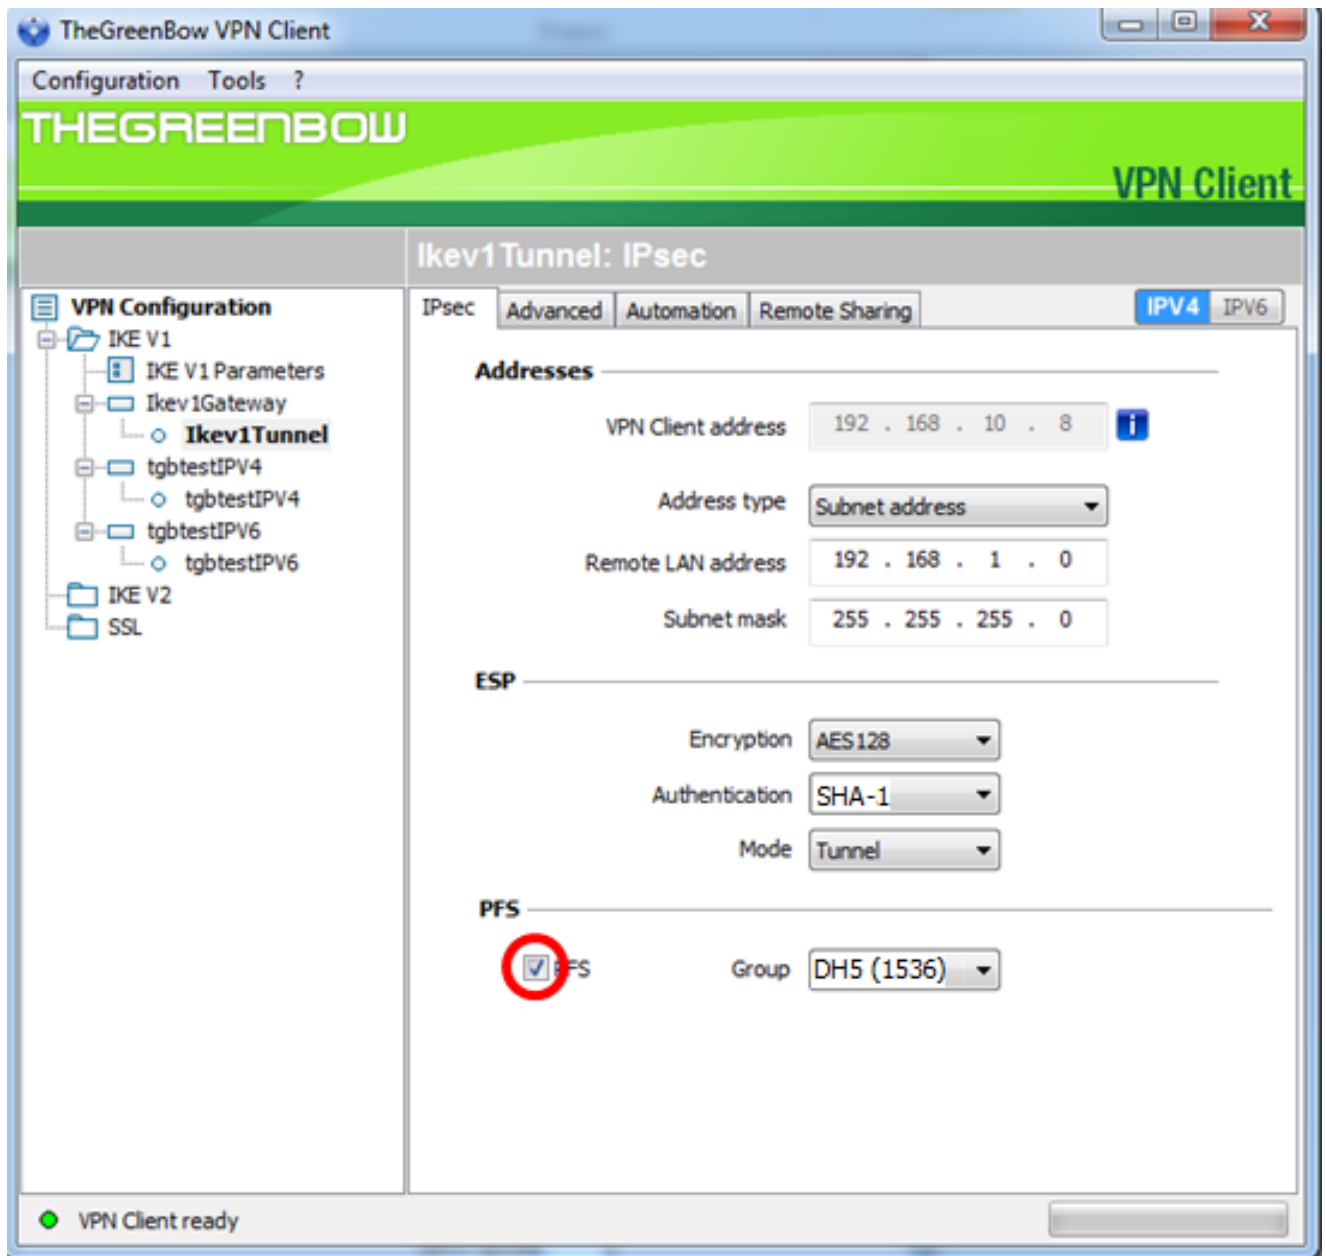 TheGreenBow VPN Client
Configuration Tools ?
THEGREENBOW
VPN Client
Ikev1Tunnel: IPsec
VPN Configuration
IKE V1
IKE V1 Parameters
Ikev1Gateway
Ikev1Tunnel
tgbtestIPV4
tgbtestIPV4
tgbtestIPV6
tgbtestIPV6
IKE V2
SSL
IPsec Advanced Automation Remote Sharing IPV4 IPV6
Addresses
VPN Client address 192 . 168 . 10 . 8
Address type Subnet address
Remote LAN address 192 . 168 . 1 . 0
Subnet mask 255 . 255 . 255 . 0
ESP
Encryption AES128
Authentication SHA-1
Mode Tunnel
PFS
PFS Group DH5 (1536)
VPN Client ready